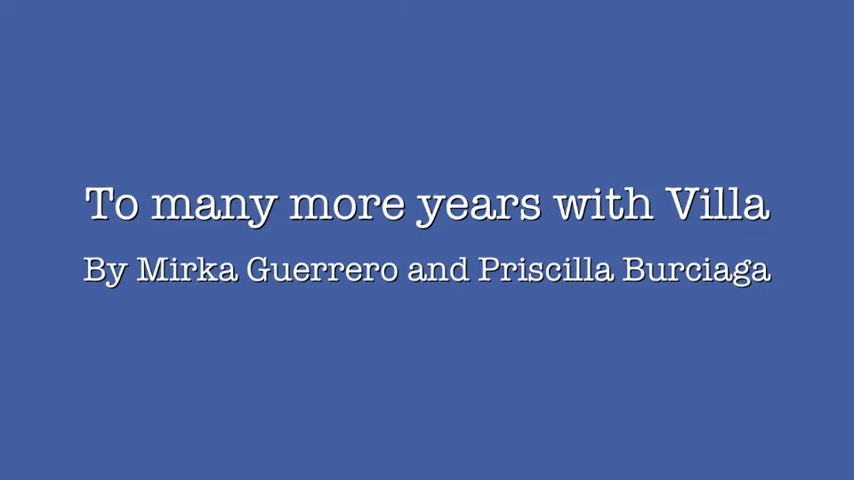 To many more years with Villa
By Mirka Guerrero and Priscilla Burciaga